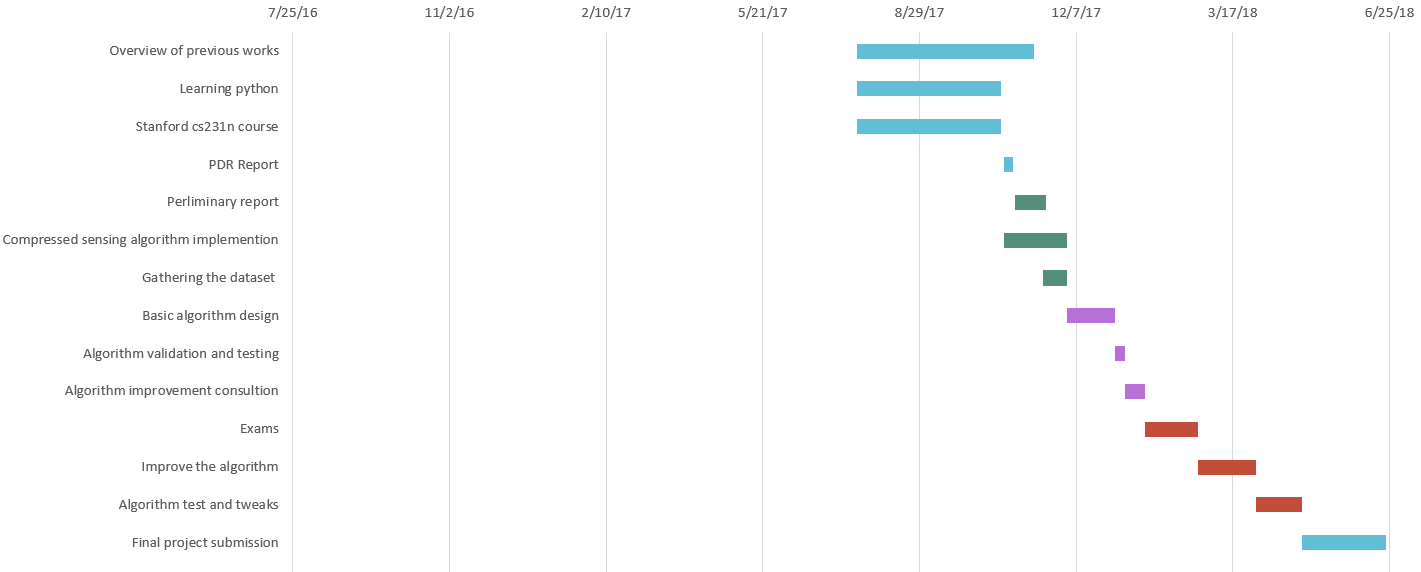 7/25/16 11/2/16 2/10/17 5/21/17 8/29/17 12/7/17 3/17/18 6/25/18
Overview of previous works
Learning python
Stanford cs231n course
PDR Report
Perliminary report
Compressed sensing algorithm implemention
Gathering the dataset
Basic algorithm design
Algorithm validation and testing
Algorithm improvement consultion
Exams
Improve the algorithm
Algorithm test and tweaks
Final project submission